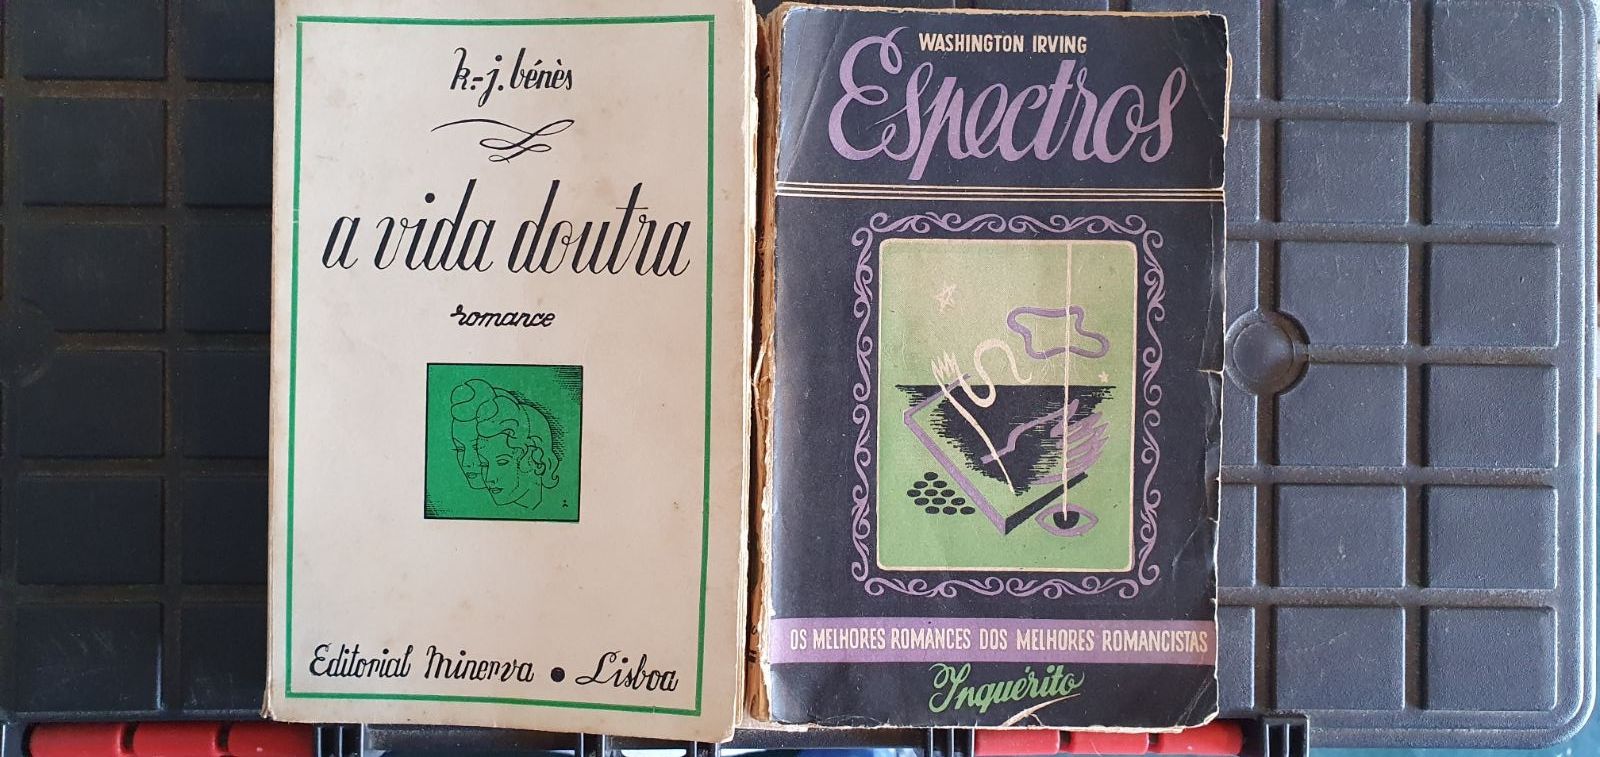 k.-j. bénès
a vida doutra
romance
Editorial Minerva • Lisboa
WASHINGTON IRVING
Espectros
OS MELHORES ROMANCES DOS MELHORES ROMANCISTAS
Inquérito